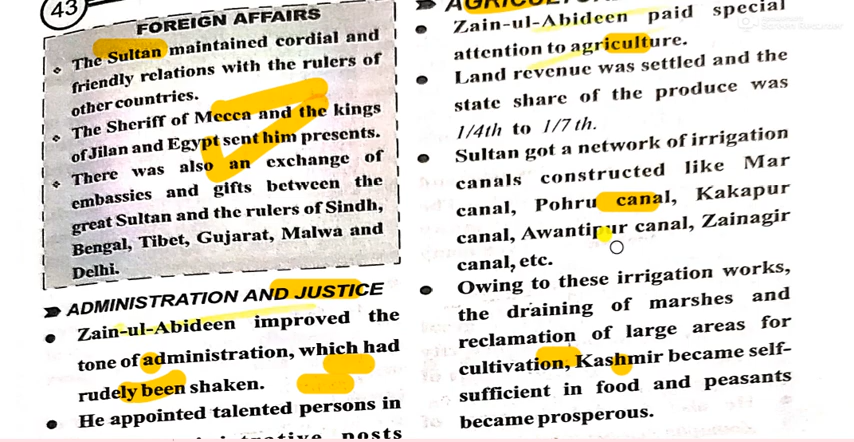 43
FOREIGN AFFAIRS
❖ The Sultan maintained cordial and
friendly relations with the rulers of
other countries.
❖ The Sheriff of Mecca and the kings
of Jilan and Egypt sent him presents.
❖ There was also an exchange of
embassies and gifts between the
great Sultan and the rulers of Sindh,
Bengal, Tibet, Gujarat, Malwa and
Delhi.
➤ ADMINISTRATION AND JUSTICE
● Zain-ul-Abideen improved the
tone of administration, which had
rudely been shaken.
● He appointed talented persons in
posts
● Zain-ul-Abideen paid special
attention to agriculture.
● Land revenue was settled and the
state share of the produce was
1/4th to 1/7th.
● Sultan got a network of irrigation
canals constructed like Mar
canal, Pohru canal, Kakapur
canal, Awantipur canal, Zainagir
canal, etc.
● Owing to these irrigation works,
the draining of marshes and
reclamation of large areas for
cultivation, Kashmir became self-
sufficient in food and peasants
became prosperous.